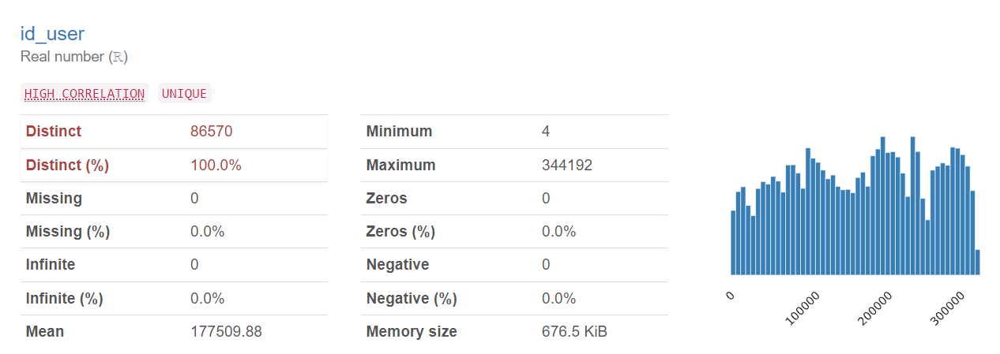 id_user
Real number (ℝ)
HIGH CORRELATION UNIQUE
Distinct 86570
Distinct (%) 100.0%
Missing 0
Missing (%) 0.0%
Infinite 0
Infinite (%) 0.0%
Mean 177509.88
Minimum 4
Maximum 344192
Zeros 0
Zeros (%) 0.0%
Negative 0
Negative (%) 0.0%
Memory size 676.5 KiB
0 100000 200000 300000